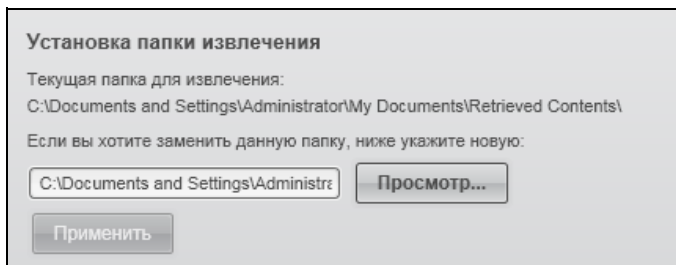 Установка папки извлечения
Текущая папка для извлечения:
C:\Documents and Settings\Administrator\My Documents\Retrieved Contents\
Если вы хотите заменить данную папку, ниже укажите новую:
C:\Documents and Settings\Administra
Просмотр...
Применить